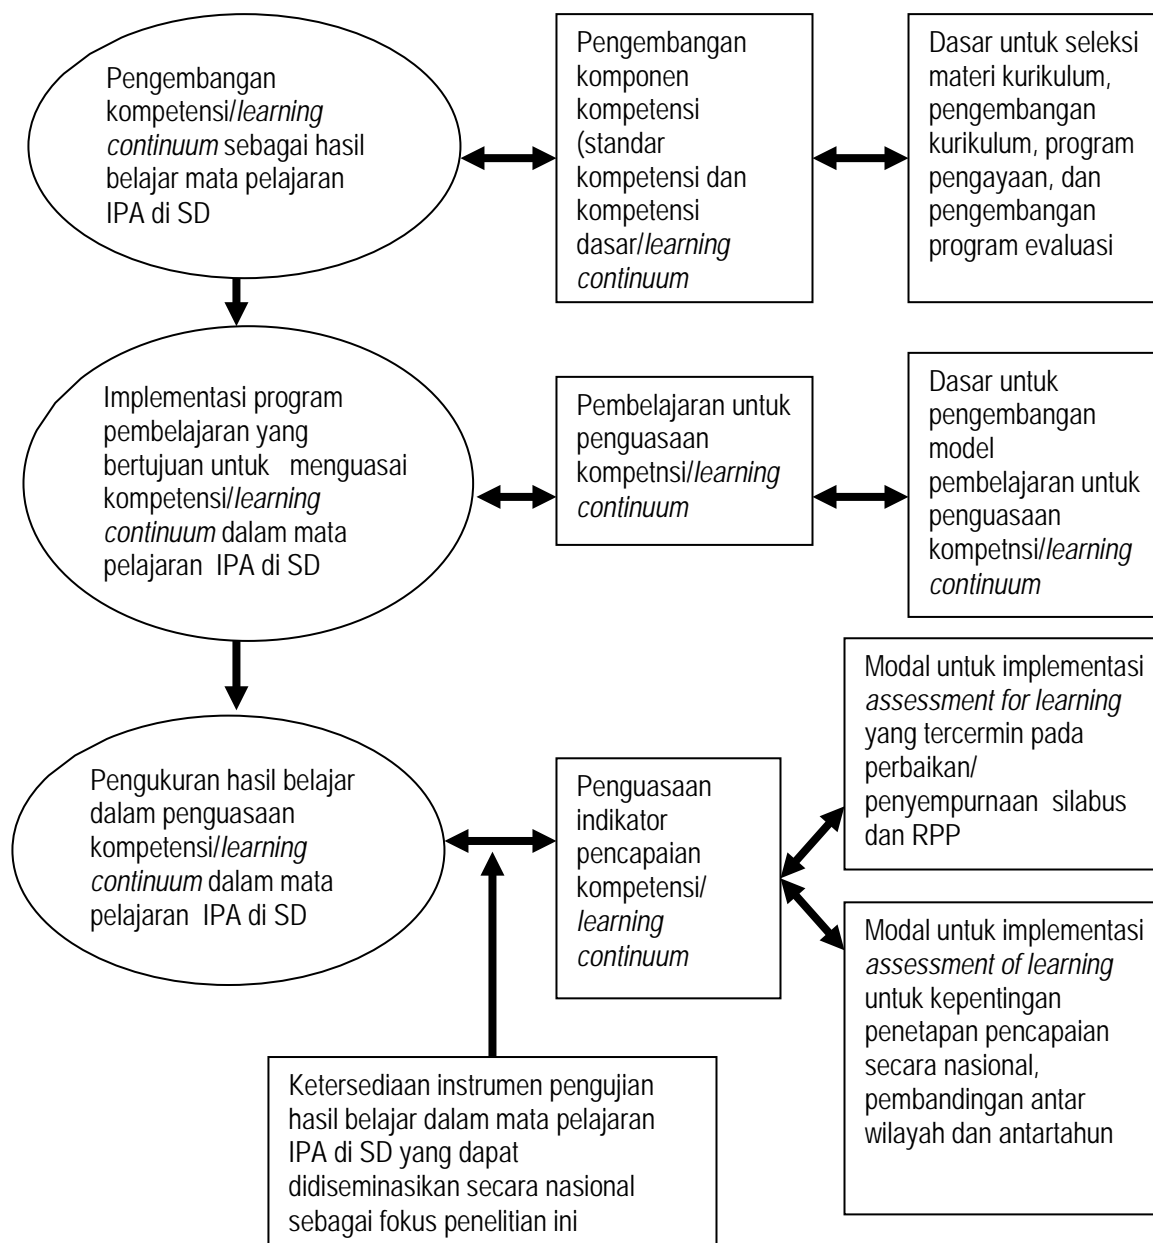 Pengembangan
kompetensi/learning
continuum sebagai hasil
belajar mata pelajaran
IPA di SD
Pengembangan
komponen
kompetensi
(standar
kompetensi dan
kompetensi
dasar/learning
continuum
Dasar untuk seleksi
materi kurikulum,
pengembangan
kurikulum, program
pengayaan, dan
pengembangan
program evaluasi
Implementasi program
pembelajaran yang
bertujuan untuk menguasai
kompetensi/learning
continuum dalam mata
pelajaran IPA di SD
Pembelajaran untuk
penguasaan
kompetnsi/learning
continuum
Dasar untuk
pengembangan
model
pembelajaran untuk
penguasaan
kompetnsi/learning
continuum
Pengukuran hasil belajar
dalam penguasaan
kompetensi/learning
continuum dalam mata
pelajaran IPA di SD
Penguasaan
indikator
pencapaian
kompetensi/
learning
continuum
Modal untuk implementasi
assessment for learning
yang tercermin pada
perbaikan/
penyempurnaan silabus
dan RPP
Modal untuk implementasi
assessment of learning
untuk kepentingan
penetapan pencapaian
secara nasional,
pembandingan antar
wilayah dan antartahun
Ketersediaan instrumen pengujian
hasil belajar dalam mata pelajaran
IPA di SD yang dapat
didiseminasikan secara nasional
sebagai fokus penelitian ini